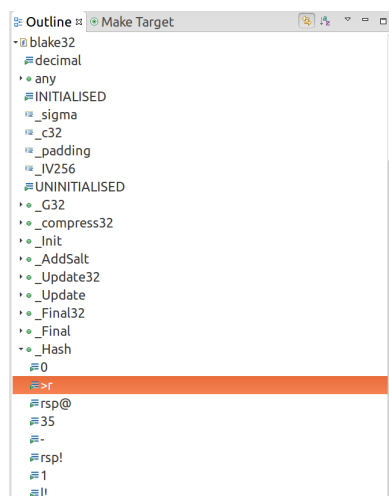 Outline Make Target
blake32
decimal
any
INITIALISED
_sigma
_c32
_padding
_IV256
UNINITIALISED
_G32
_compress32
_Init
_AddSalt
_Update32
_Update
_Final32
_Final
_Hash
0
>r
rsp@
35
-
rsp!
1
l!